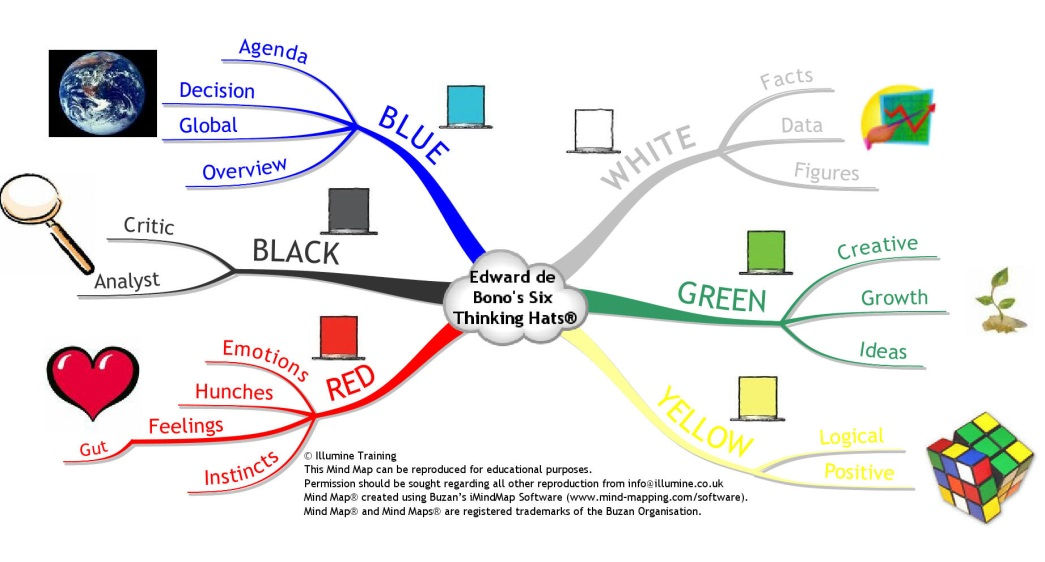 Edward de
Bono's Six
Thinking Hats®
BLUE
Agenda
Decision
Global
Overview
WHITE
Facts
Data
Figures
BLACK
Critic
Analyst
GREEN
Creative
Growth
Ideas
RED
Emotions
Hunches
Feelings
Gut
Instincts
YELLOW
Logical
Positive
© Illumine Training
This Mind Map can be reproduced for educational purposes.
Permission should be sought regarding all other reproduction from info@illumine.co.uk
Mind Map® created using Buzan's iMindMap Software (www.mind-mapping.com/software).
Mind Map® and Mind Maps® are registered trademarks of the Buzan Organisation.